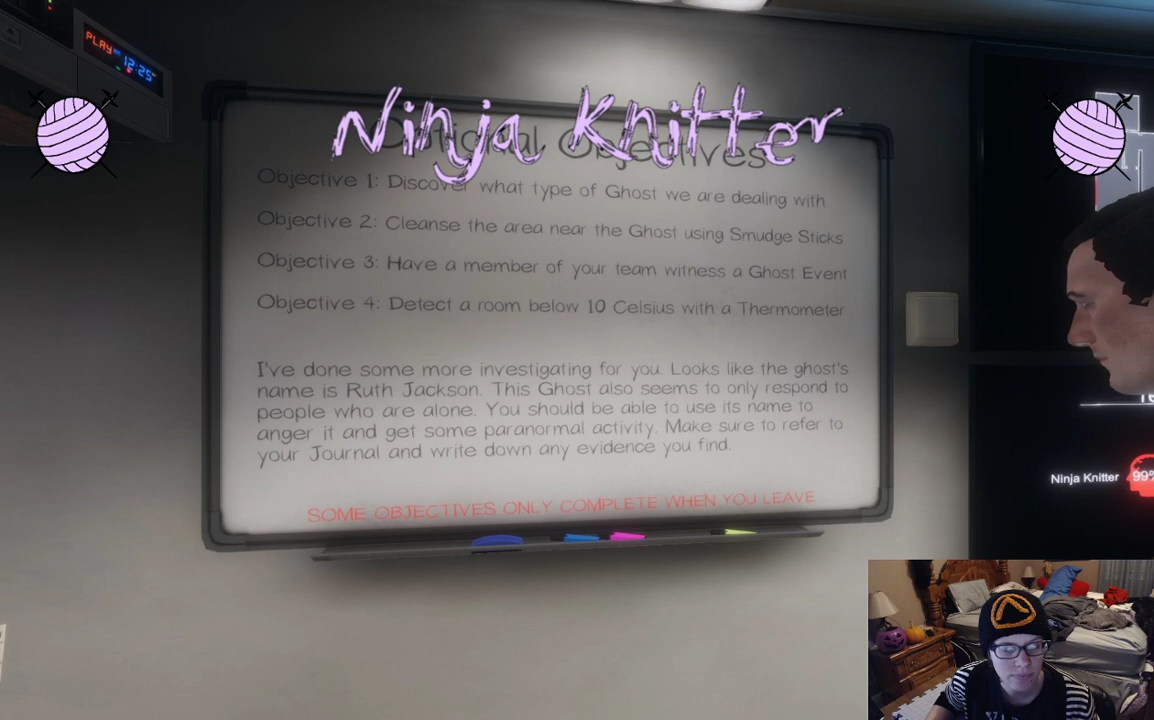 PLAY 12:25
Ninja Knitter
Original Objectives
Objective 1: Discover what type of Ghost we are dealing with
Objective 2: Cleanse the area near the Ghost using Smudge Sticks
Objective 3: Have a member of your team witness a Ghost Event
Objective 4: Detect a room below 10 Celsius with a Thermometer
I've done some more investigating for you. Looks like the ghost's
name is Ruth Jackson. This Ghost also seems to only respond to
people who are alone. You should be able to use its name to
anger it and get some paranormal activity. Make sure to refer to
your Journal and write down any evidence you find.
SOME OBJECTIVES ONLY COMPLETE WHEN YOU LEAVE
Ninja Knitter 99%